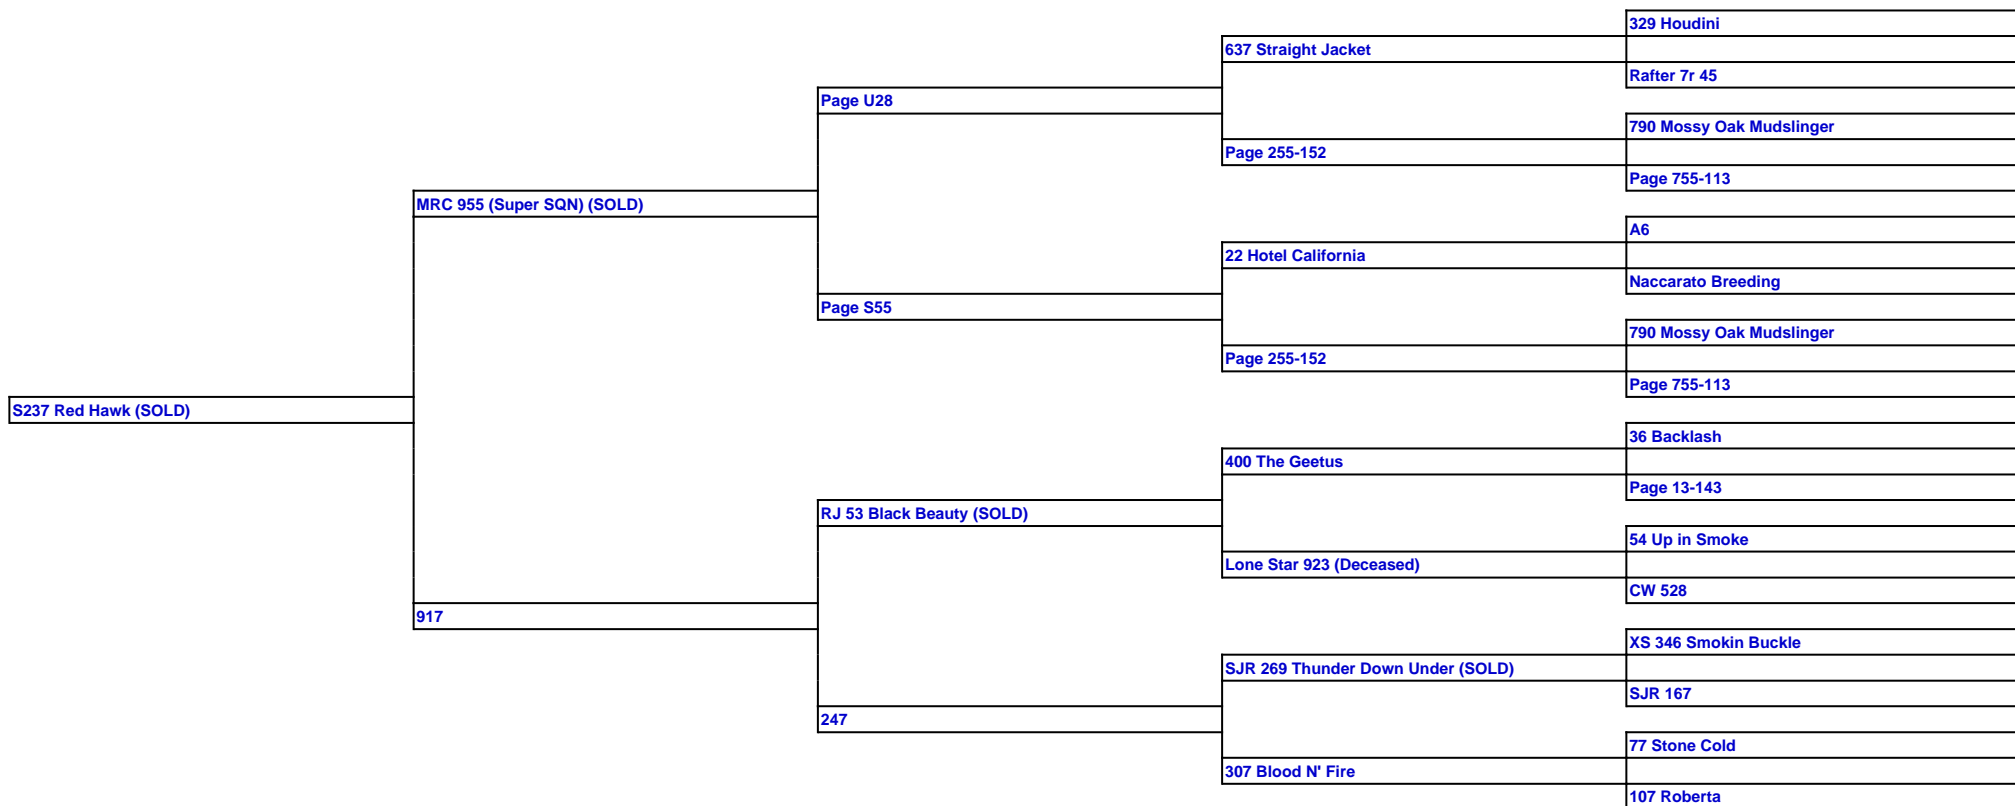 329 Houdini
637 Straight Jacket
Rafter 7r 45
Page U28
790 Mossy Oak Mudslinger
Page 255-152
Page 755-113
MRC 955 (Super SQN) (SOLD)
A6
22 Hotel California
Naccarato Breeding
Page S55
790 Mossy Oak Mudslinger
Page 255-152
Page 755-113
S237 Red Hawk (SOLD)
36 Backlash
400 The Geetus
Page 13-143
RJ 53 Black Beauty (SOLD)
54 Up in Smoke
Lone Star 923 (Deceased)
CW 528
917
XS 346 Smokin Buckle
SJR 269 Thunder Down Under (SOLD)
SJR 167
247
77 Stone Cold
307 Blood N' Fire
107 Roberta